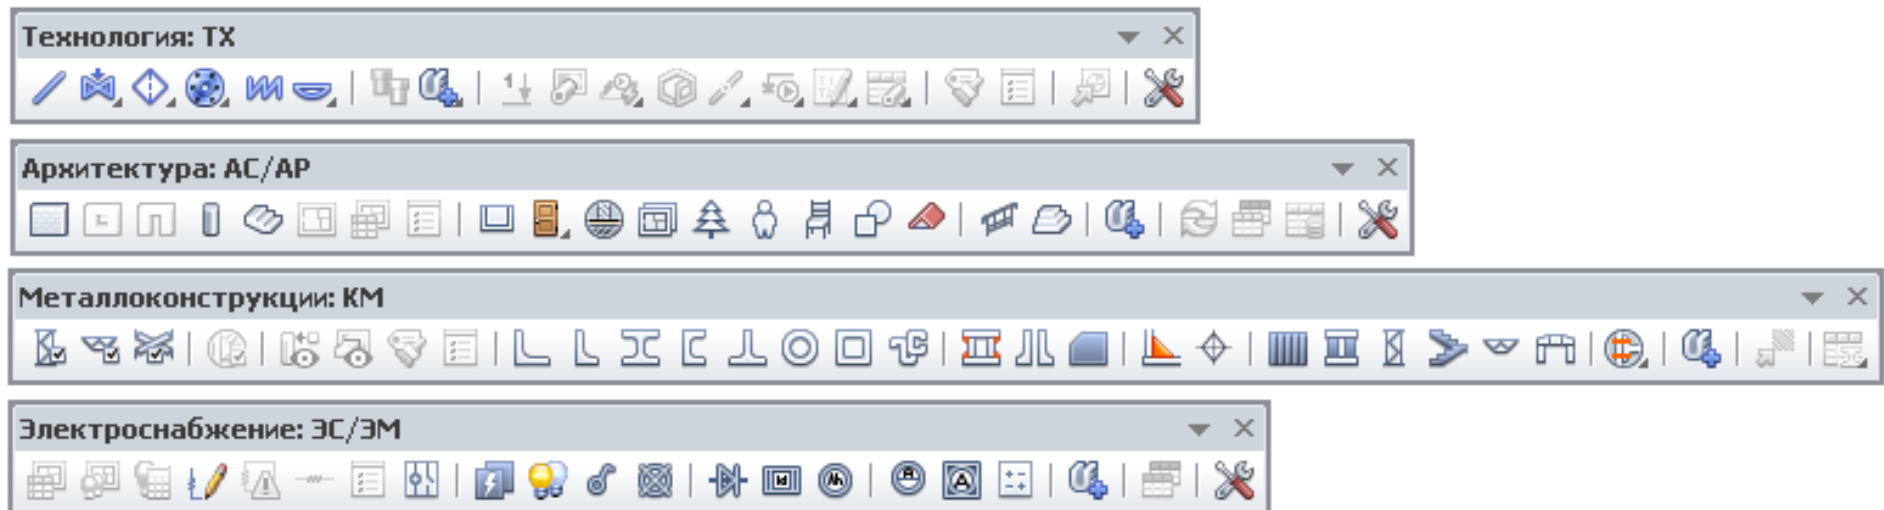 Технология: ТХ
Архитектура: АС/АР
Металлоконструкции: КМ
Электроснабжение: ЭС/ЭМ